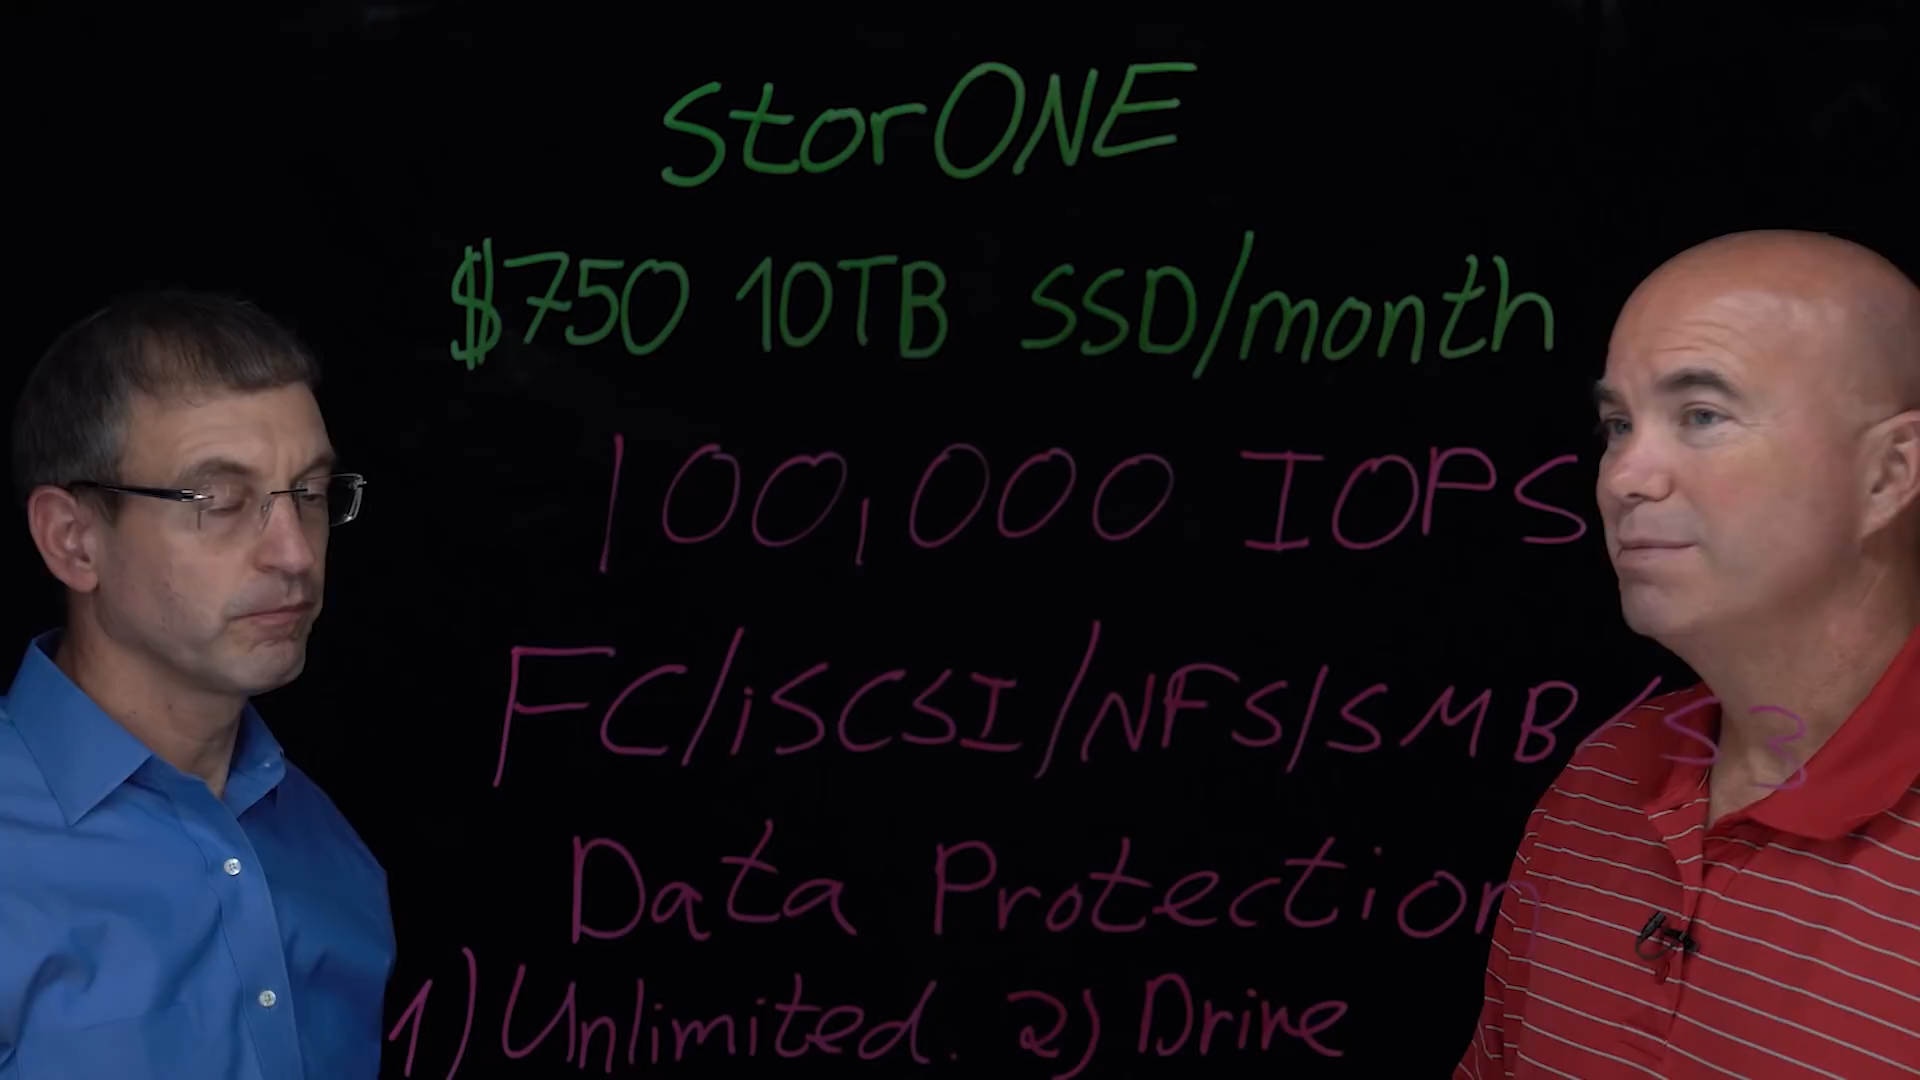 StorONE
$750 10TB SSD/month
100,000 IOPS
FC/iSCSI/NFS/SMB/S3
Data Protection
1) Unlimited. 2) Drive